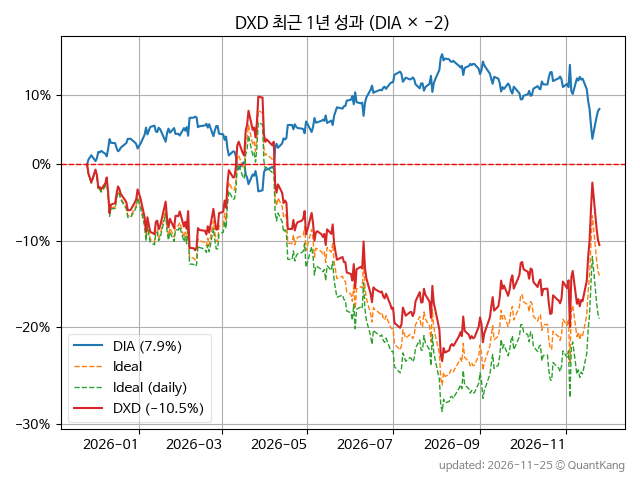 DXD 최근 1년 성과 (DIA × −2)
10%
0%
−10%
−20%
−30%
DIA (7.9%)
Ideal
Ideal (daily)
DXD (−10.5%)
2026-01
2026-03
2026-05
2026-07
2026-09
2026-11
updated: 2026-11-25 © QuantKang